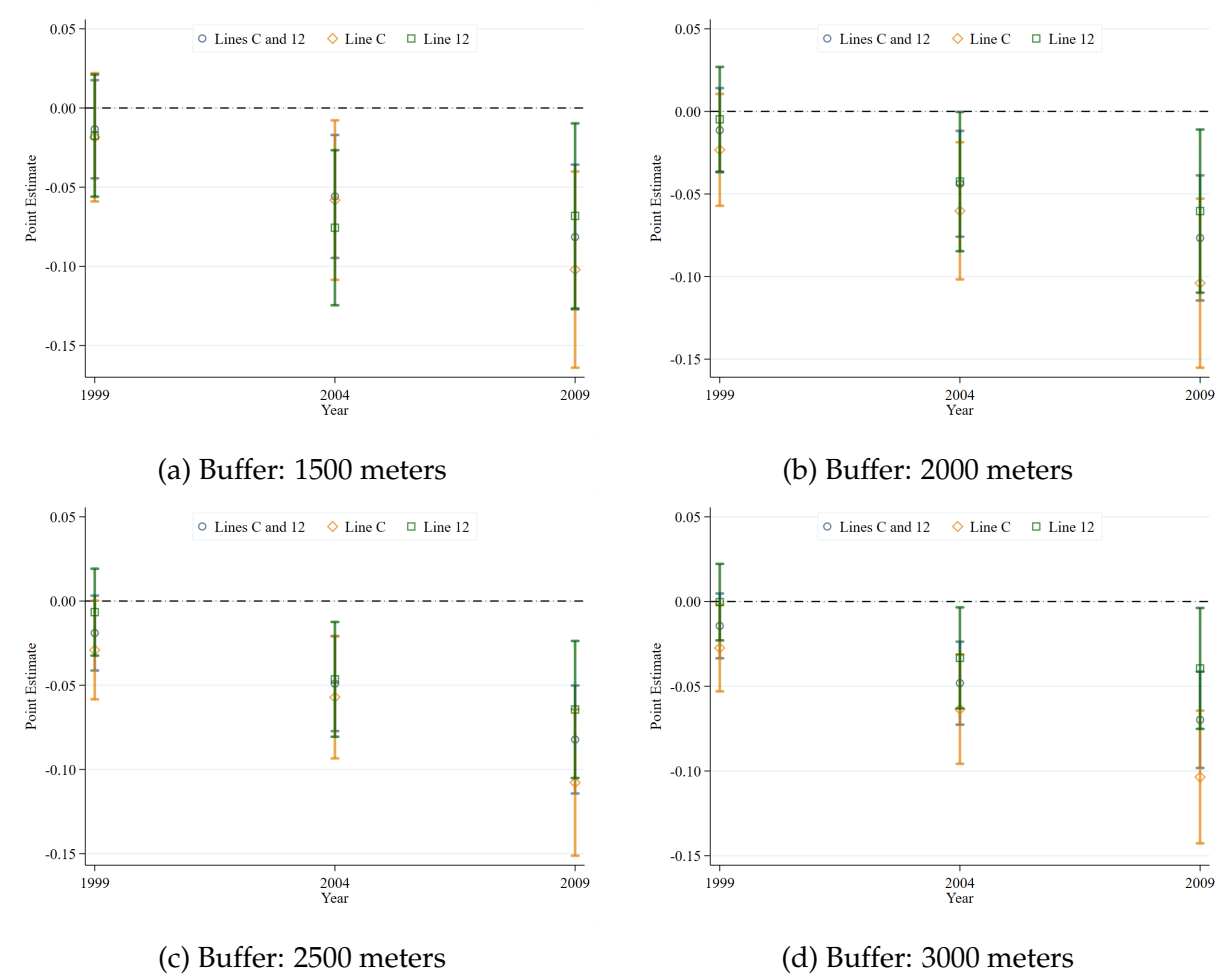 0.05
Lines C and 12 Line C Line 12
0.00
-0.05
-0.10
-0.15
Point Estimate
1999 2004 2009
Year
(a) Buffer: 1500 meters
0.05
Lines C and 12 Line C Line 12
0.00
-0.05
-0.10
-0.15
Point Estimate
1999 2004 2009
Year
(b) Buffer: 2000 meters
0.05
Lines C and 12 Line C Line 12
0.00
-0.05
-0.10
-0.15
Point Estimate
1999 2004 2009
Year
(c) Buffer: 2500 meters
0.05
Lines C and 12 Line C Line 12
0.00
-0.05
-0.10
-0.15
Point Estimate
1999 2004 2009
Year
(d) Buffer: 3000 meters